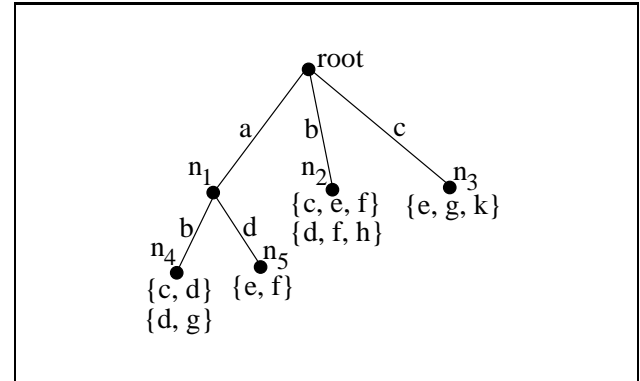 root
a
b
c
n1
n2
n3
{c, e, f}
{e, g, k}
{d, f, h}
b
d
n4
n5
{c, d}
{e, f}
{d, g}